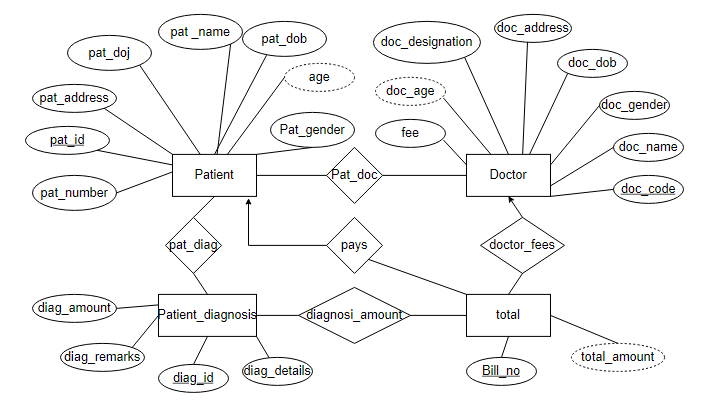 pat_doj
pat _name
pat_dob
age
doc_designation
doc_address
doc_dob
pat_address
doc_age
doc_gender
pat_id
Pat_gender
fee
doc_name
pat_number
Patient
Pat_doc
Doctor
doc_code
pat_diag
pays
doctor_fees
diag_amount
Patient_diagnosis
diagnosi_amount
total
diag_remarks
diag_id
diag_details
Bill_no
total_amount